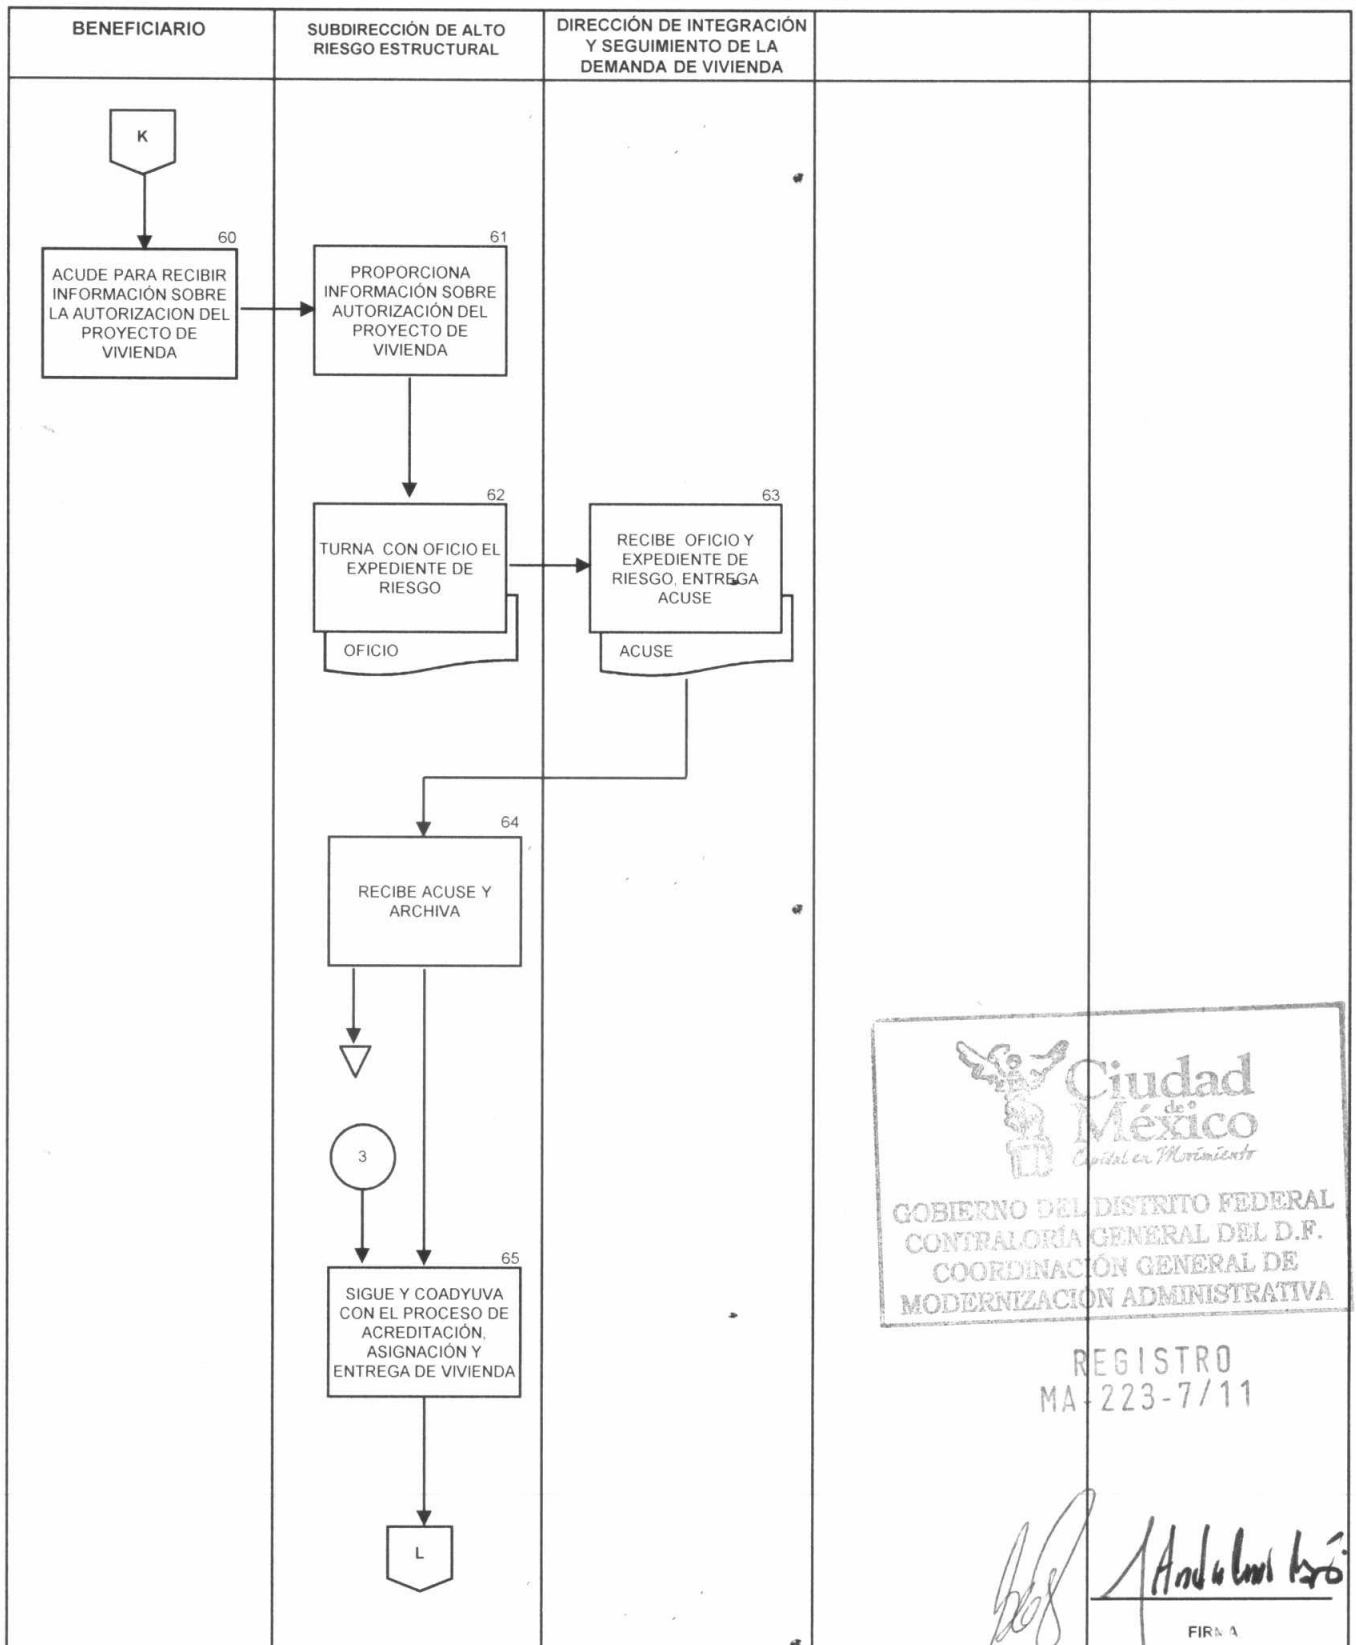 BENEFICIARIO
SUBDIRECCIÓN DE ALTO
RIESGO ESTRUCTURAL
DIRECCIÓN DE INTEGRACIÓN
Y SEGUIMIENTO DE LA
DEMANDA DE VIVIENDA
K
60
ACUDE PARA RECIBIR
INFORMACIÓN SOBRE
LA AUTORIZACION DEL
PROYECTO DE
VIVIENDA
61
PROPORCIONA
INFORMACIÓN SOBRE
AUTORIZACIÓN DEL
PROYECTO DE
VIVIENDA
62
TURNA CON OFICIO EL
EXPEDIENTE DE
RIESGO
OFICIO
63
RECIBE OFICIO Y
EXPEDIENTE DE
RIESGO, ENTREGA
ACUSE
ACUSE
64
RECIBE ACUSE Y
ARCHIVA
3
65
SIGUE Y COADYUVA
CON EL PROCESO DE
ACREDITACIÓN,
ASIGNACIÓN Y
ENTREGA DE VIVIENDA
L
Ciudad
de
México
Capital en Movimiento
GOBIERNO DEL DISTRITO FEDERAL
CONTRALORÍA GENERAL DEL D.F.
COORDINACIÓN GENERAL DE
MODERNIZACIÓN ADMINISTRATIVA
REGISTRO
MA-223-7/11
FIRMA